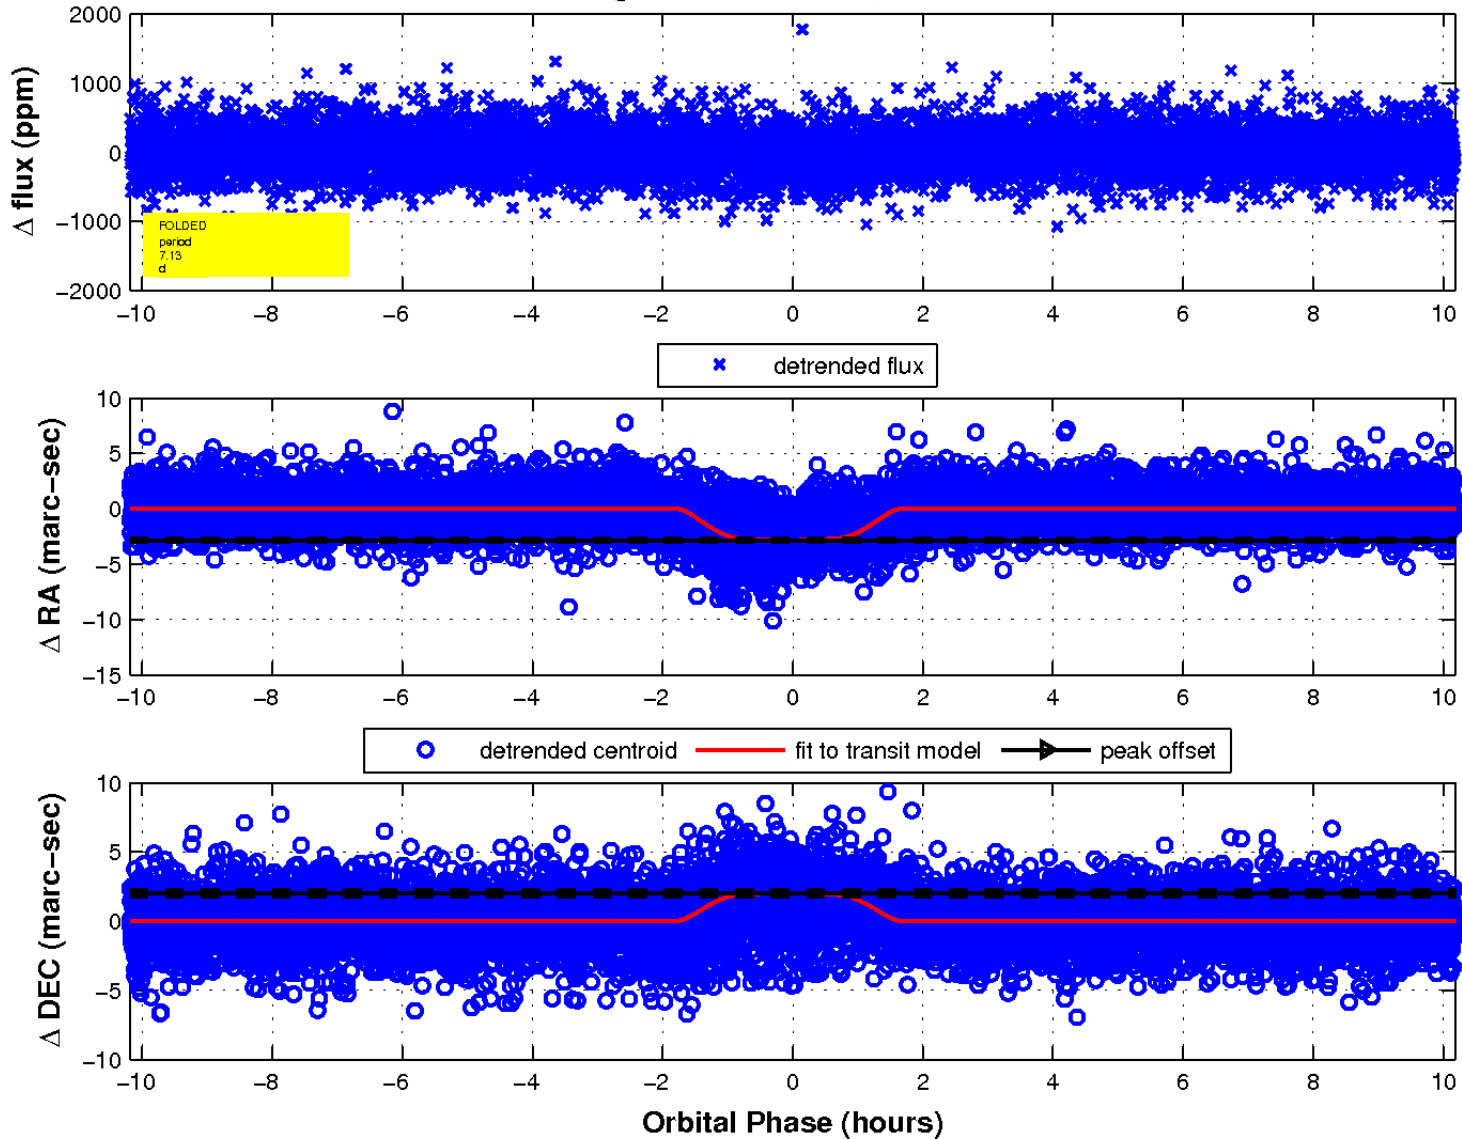 2000
1000
0
−1000
−2000
Δ flux (ppm)
FOLDED
period
7.13
d
−10 −8 −6 −4 −2 0 2 4 6 8 10
detrended flux
10
5
0
−5
−10
−15
Δ RA (marc−sec)
−10 −8 −6 −4 −2 0 2 4 6 8 10
detrended centroid fit to transit model peak offset
10
5
0
−5
−10
Δ DEC (marc−sec)
−10 −8 −6 −4 −2 0 2 4 6 8 10
Orbital Phase (hours)